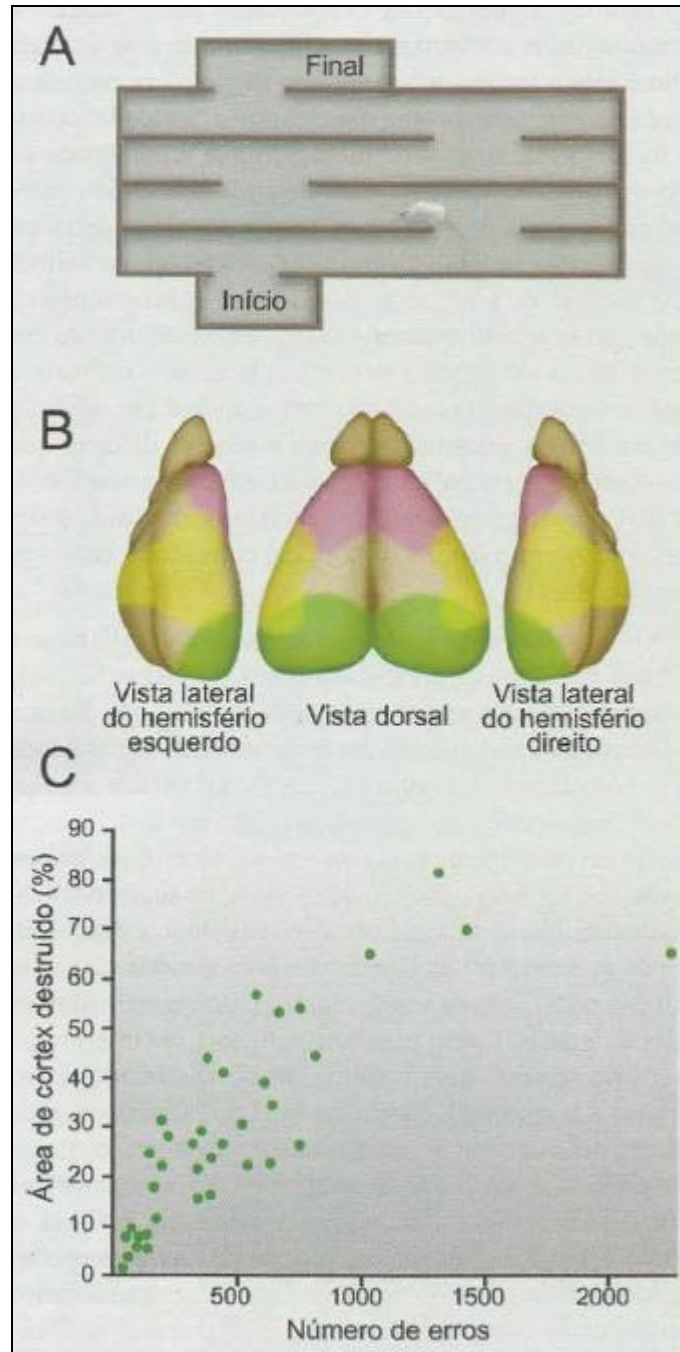 A
Final
Início
B
Vista lateral
do hemisfério
esquerdo
Vista dorsal
Vista lateral
do hemisfério
direito
C
Área de córtex destruído (%)
90
80
70
60
50
40
30
20
10
0
500
1000
1500
2000
Número de erros